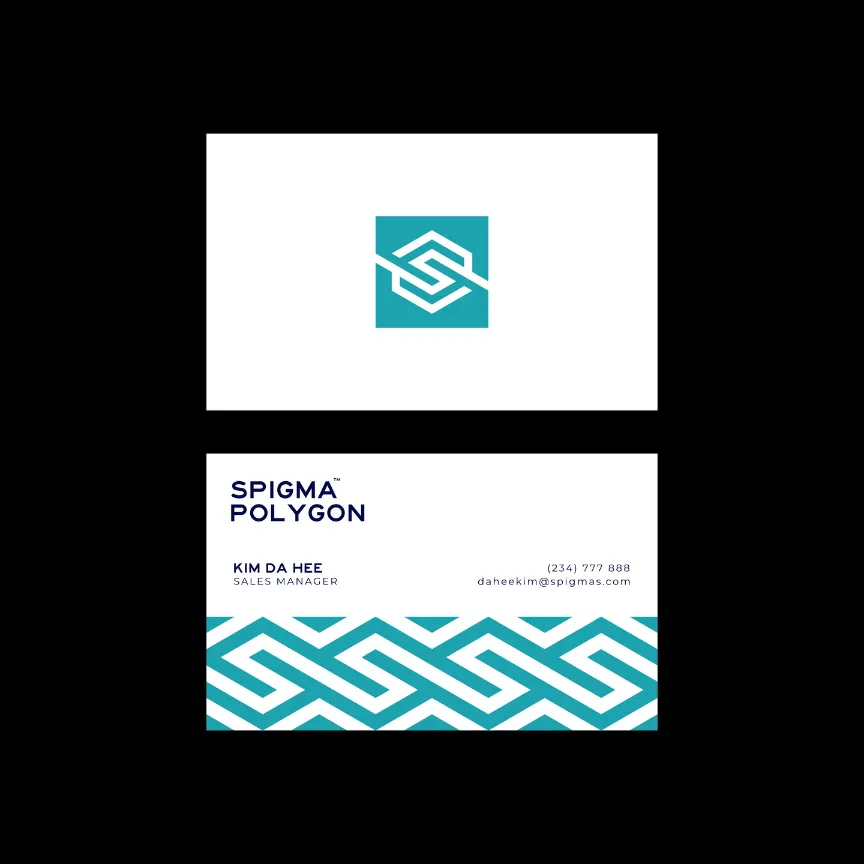 SPIGMA™
POLYGON
KIM DA HEE
SALES MANAGER
(234) 777 888
daheekim@spigmas.com